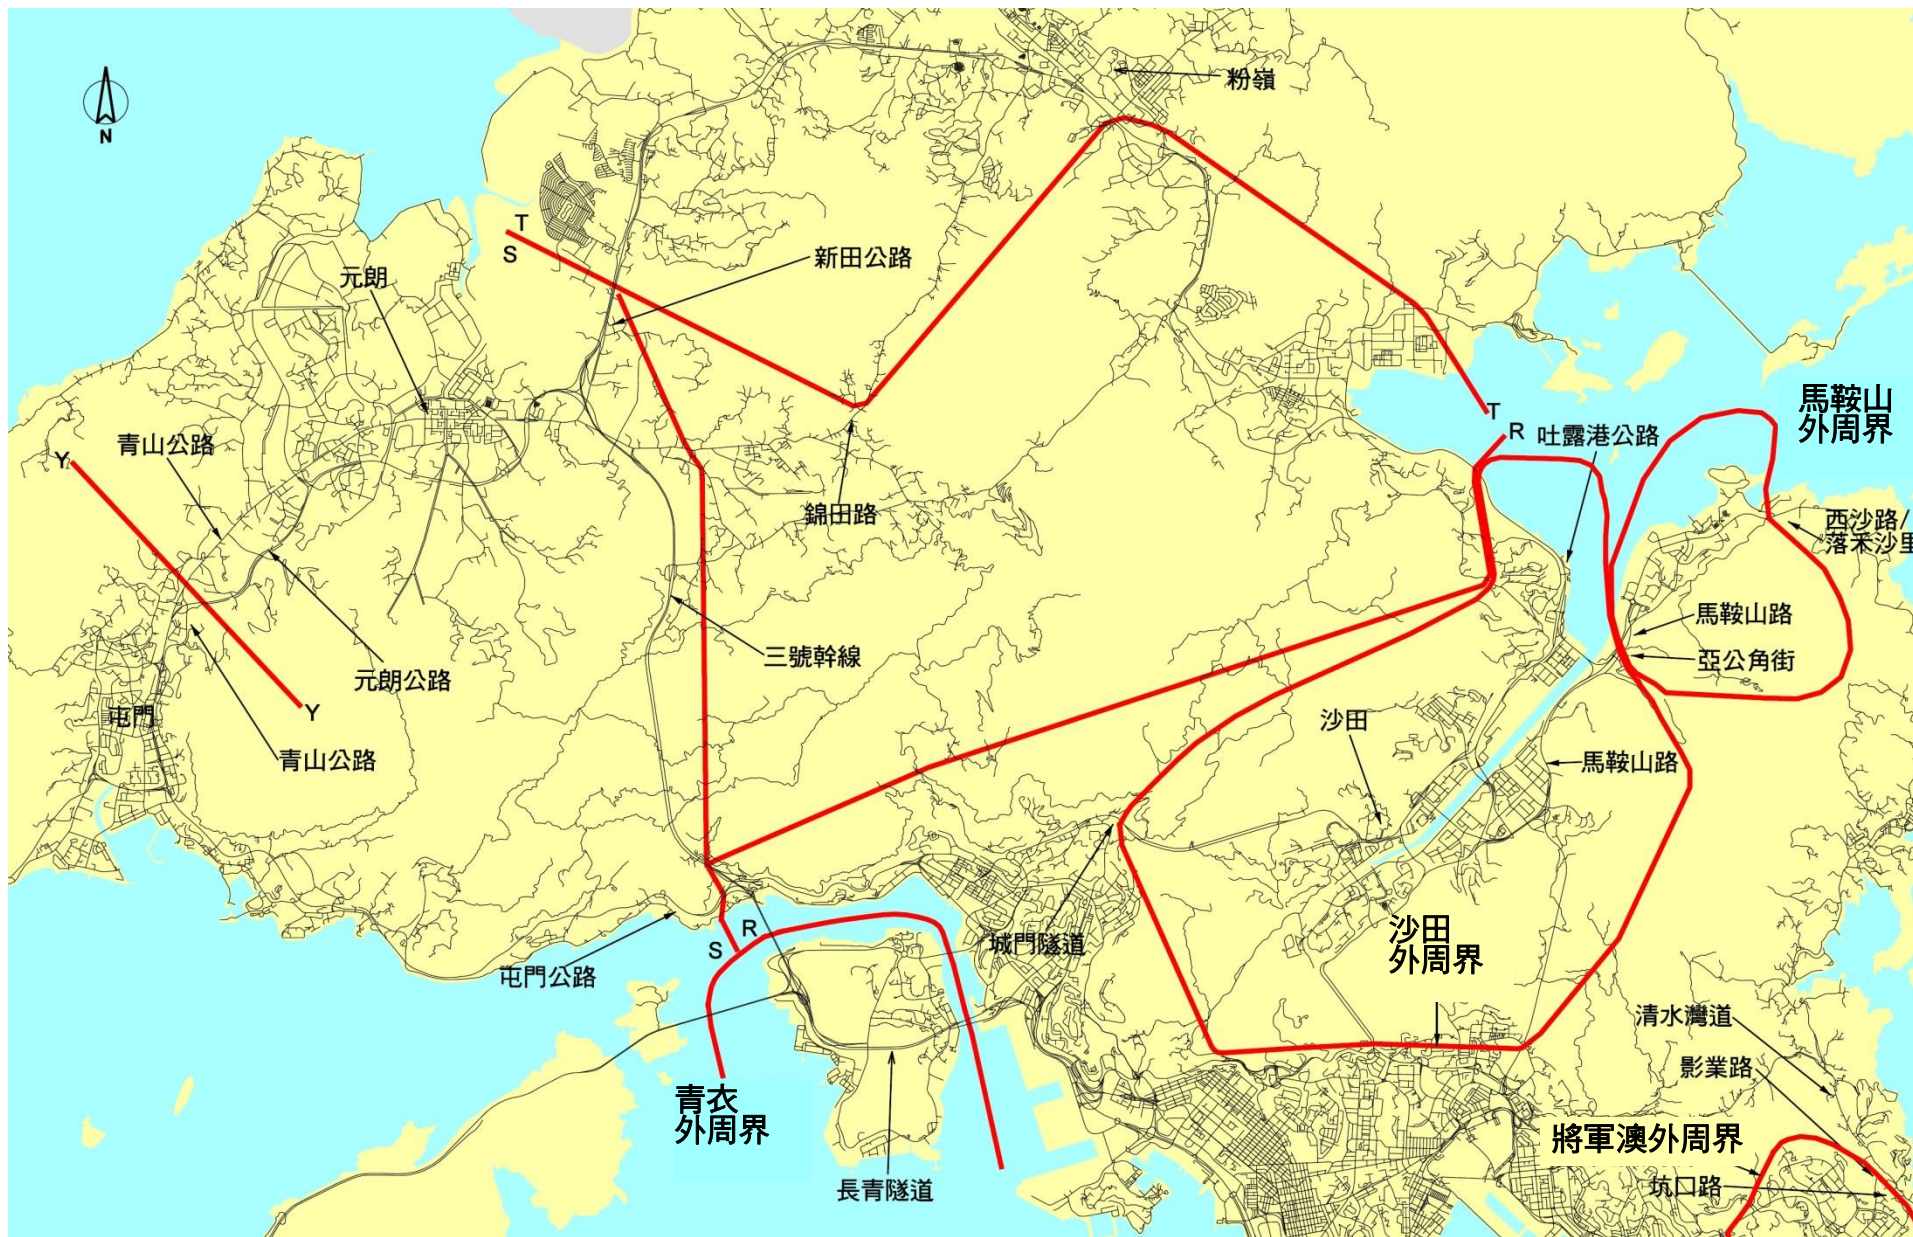 粉嶺
N
T
S
新田公路
元朗
馬鞍山
外周界
T
R
吐露港公路
青山公路
Y
錦田路
西沙路/
落禾沙里
馬鞍山路
三號幹線
亞公角街
元朗公路
Y
屯門
沙田
青山公路
馬鞍山路
R
S
沙田
外周界
城門隧道
屯門公路
清水灣道
影業路
青衣
外周界
將軍澳外周界
長青隧道
坑口路